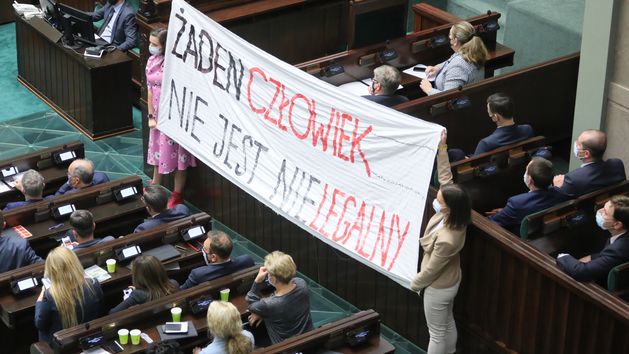 ŻADEN CZŁOWIEK
NIE JEST NIELEGALNY